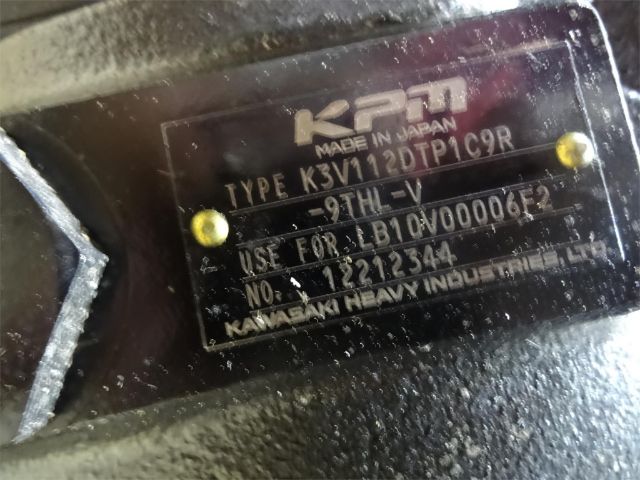 KPM
MADE IN JAPAN
TYPE K3V112DTP1C9R
-9THL-V
USE FOR LB10V00006F2
NO. 12212344
KAWASAKI HEAVY INDUSTRIES, LTD